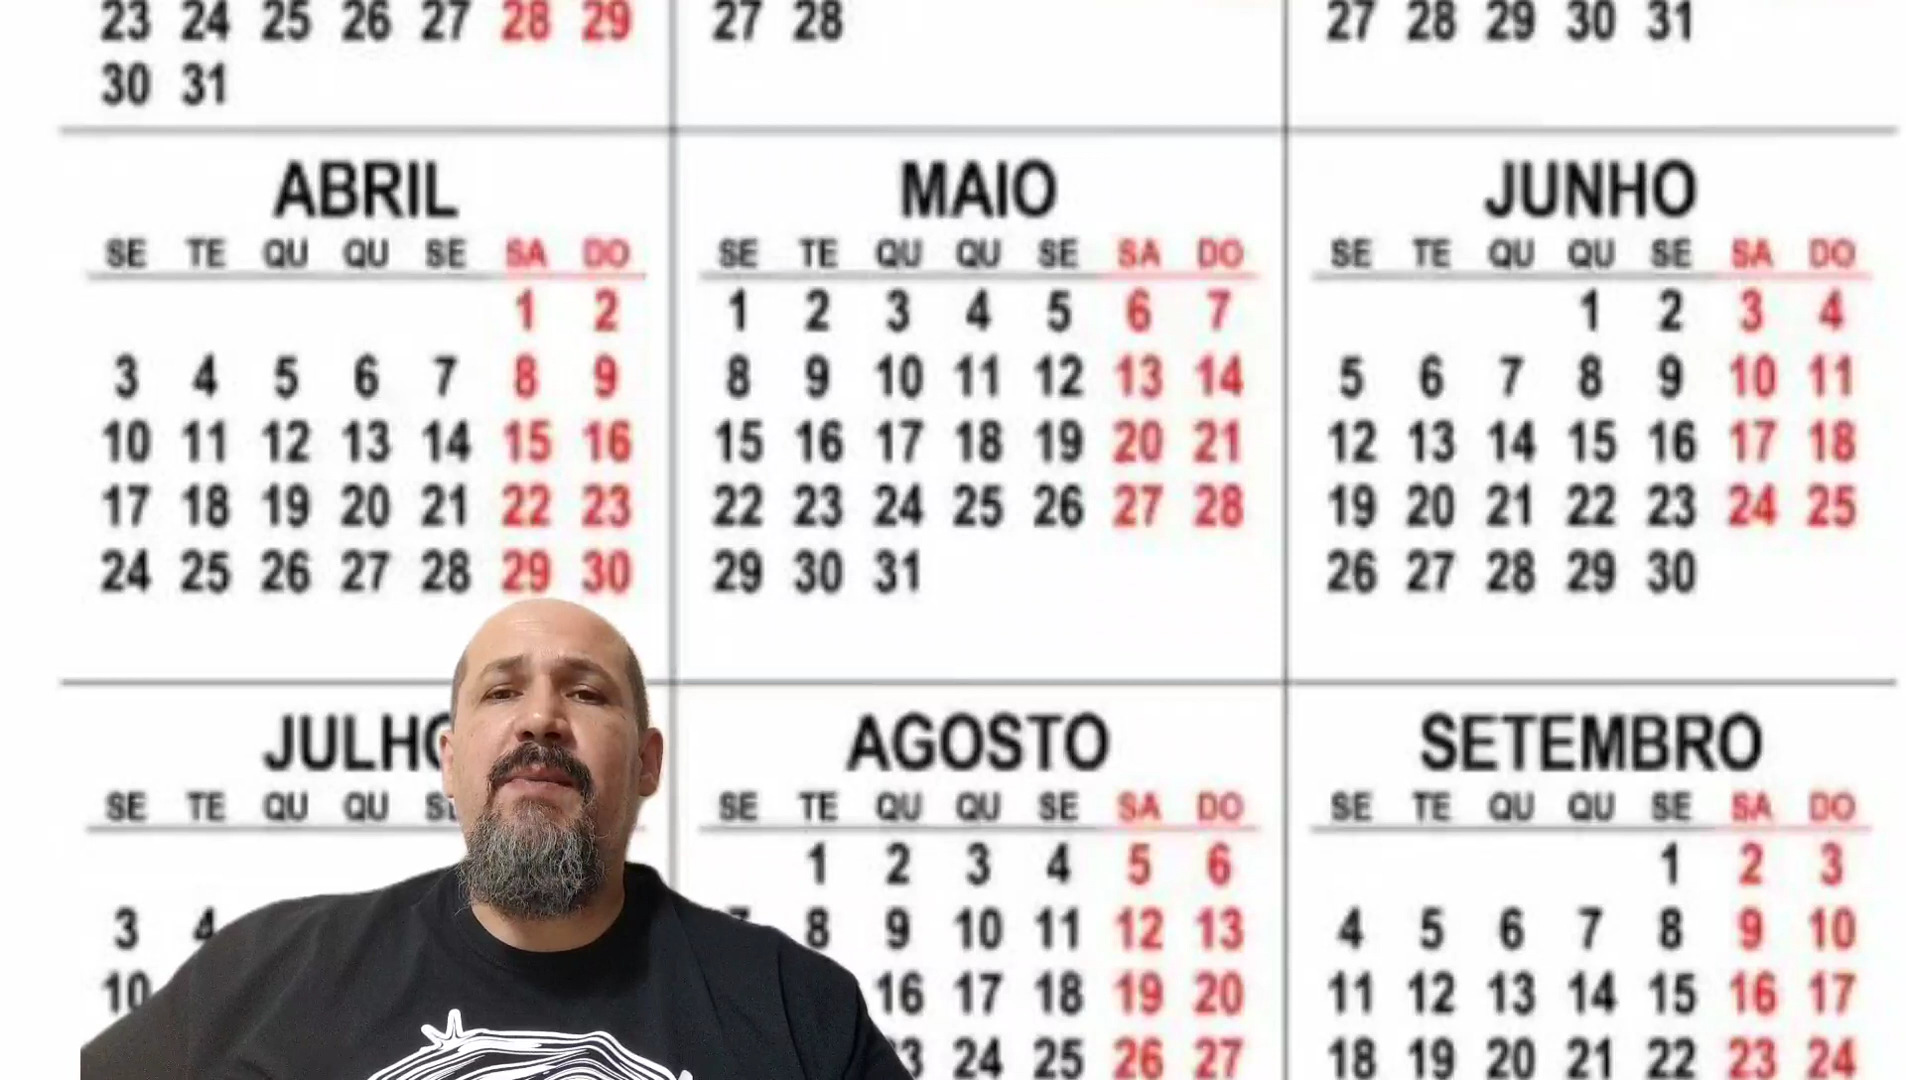 23 24 25 26 27 28 29
30 31
27 28
27 28 29 30 31
ABRIL
SE TE QU QU SE SA DO
1 2
3 4 5 6 7 8 9
10 11 12 13 14 15 16
17 18 19 20 21 22 23
24 25 26 27 28 29 30
MAIO
SE TE QU QU SE SA DO
1 2 3 4 5 6 7
8 9 10 11 12 13 14
15 16 17 18 19 20 21
22 23 24 25 26 27 28
29 30 31
JUNHO
SE TE QU QU SE SA DO
1 2 3 4
5 6 7 8 9 10 11
12 13 14 15 16 17 18
19 20 21 22 23 24 25
26 27 28 29 30
JULHO
SE TE QU QU SE
3 4
10
AGOSTO
SE TE QU QU SE SA DO
1 2 3 4 5 6
7 8 9 10 11 12 13
16 17 18 19 20
23 24 25 26 27
SETEMBRO
SE TE QU QU SE SA DO
1 2 3
4 5 6 7 8 9 10
11 12 13 14 15 16 17
18 19 20 21 22 23 24